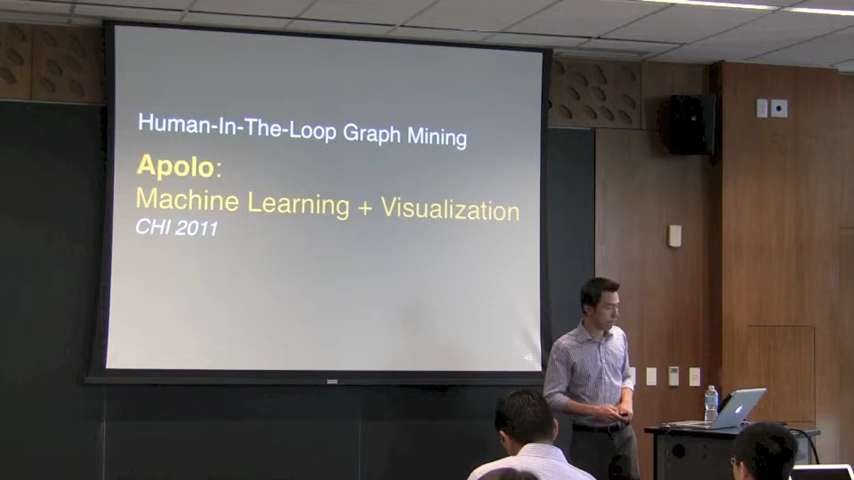 Human-In-The-Loop Graph Mining
Apolo:
Machine Learning + Visualization
CHI 2011